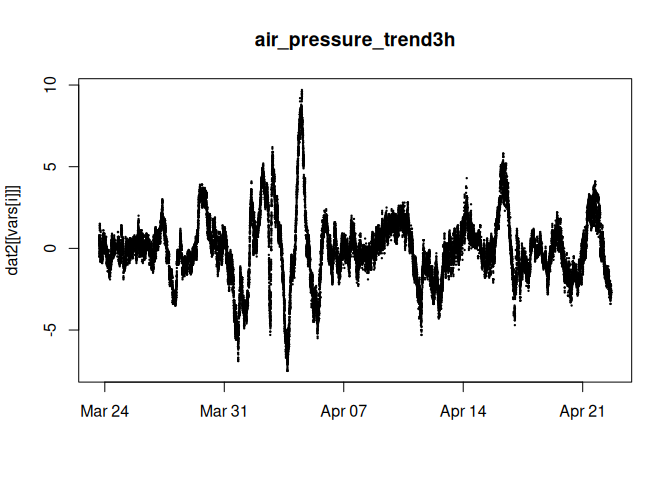 air_pressure_trend3h
dat2[[vars[i]]]
10
5
0
-5
Mar 24
Mar 31
Apr 07
Apr 14
Apr 21